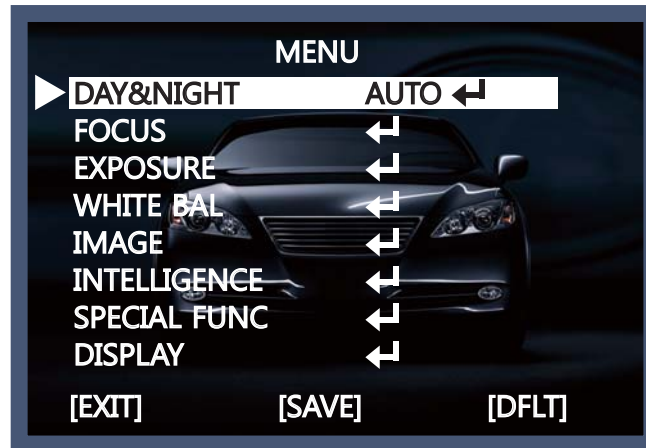 MENU
DAY&NIGHT AUTO
FOCUS
EXPOSURE
WHITE BAL
IMAGE
INTELLIGENCE
SPECIAL FUNC
DISPLAY
[EXIT] [SAVE] [DFLT]